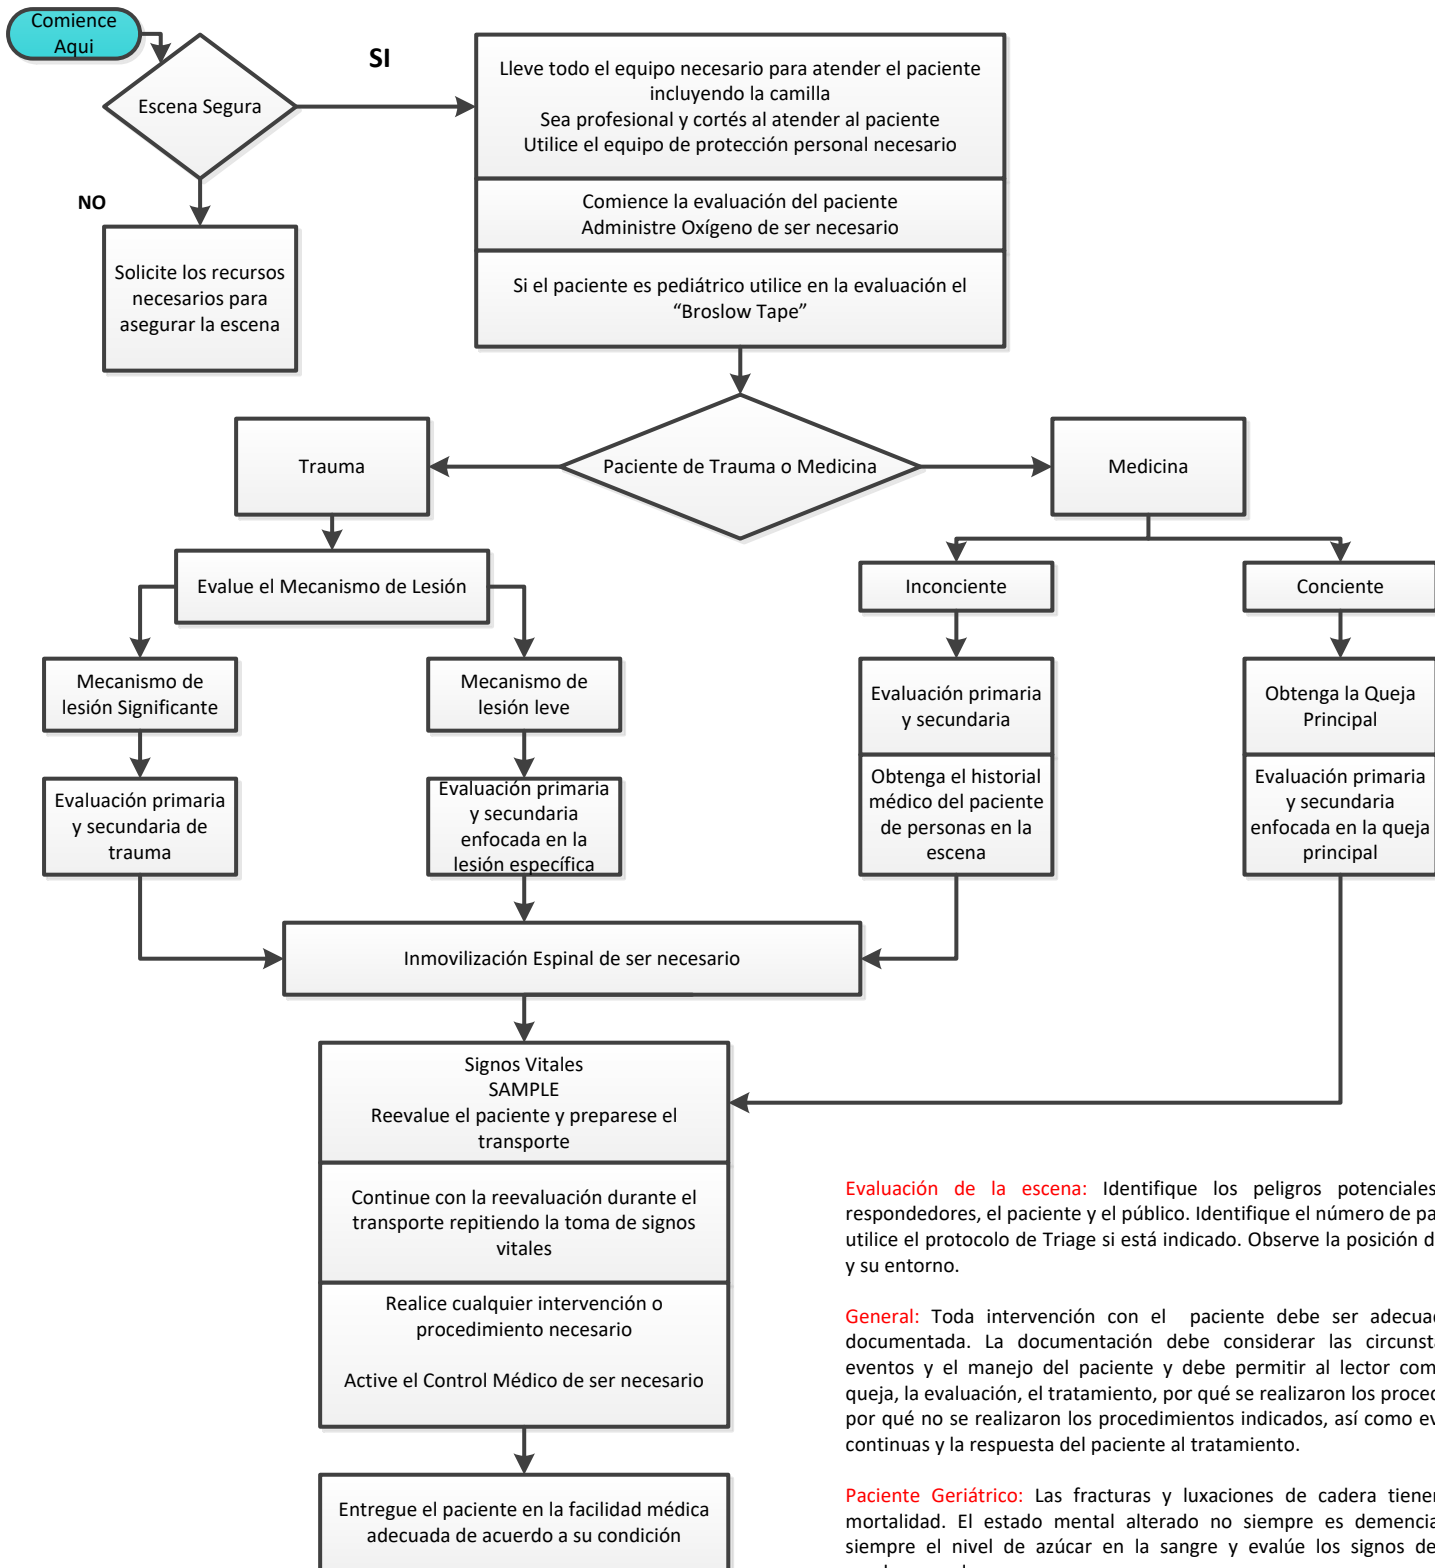 Comience
Aqui
SI
Escena Segura
Lleve todo el equipo necesario para atender el paciente
incluyendo la camilla
Sea profesional y cortés al atender al paciente
Utilice el equipo de protección personal necesario
NO
Comience la evaluación del paciente
Administre Oxígeno de ser necesario
Solicite los recursos
necesarios para
asegurar la escena
Si el paciente es pediátrico utilice en la evaluación el
“Broslow Tape”
Trauma
Paciente de Trauma o Medicina
Medicina
Evalue el Mecanismo de Lesión
Inconciente
Conciente
Mecanismo de
lesión Significante
Mecanismo de
lesión leve
Evaluación primaria
y secundaria
Obtenga la Queja
Principal
Evaluación primaria
y secundaria de
trauma
Evaluación primaria
y secundaria
enfocada en la
lesión específica
Obtenga el historial
médico del paciente
de personas en la
escena
Evaluación primaria
y secundaria
enfocada en la queja
principal
Inmovilización Espinal de ser necesario
Signos Vitales
SAMPLE
Reevalue el paciente y preparese el
transporte
Continue con la reevaluación durante el
transporte repitiendo la toma de signos
vitales
Realice cualquier intervención o
procedimiento necesario
Active el Control Médico de ser necesario
Entregue el paciente en la facilidad médica
adecuada de acuerdo a su condición
Evaluación de la escena: Identifique los peligros potenciales
respondedores, el paciente y el público. Identifique el número de pa
utilice el protocolo de Triage si está indicado. Observe la posición d
y su entorno.
General: Toda intervención con el paciente debe ser adecua
documentada. La documentación debe considerar las circunst
eventos y el manejo del paciente y debe permitir al lector com
queja, la evaluación, el tratamiento, por qué se realizaron los proce
por qué no se realizaron los procedimientos indicados, así como ev
continuas y la respuesta del paciente al tratamiento.
Paciente Geriátrico: Las fracturas y luxaciones de cadera tiene
mortalidad. El estado mental alterado no siempre es demencia
siempre el nivel de azúcar en la sangre y evalúe los signos de